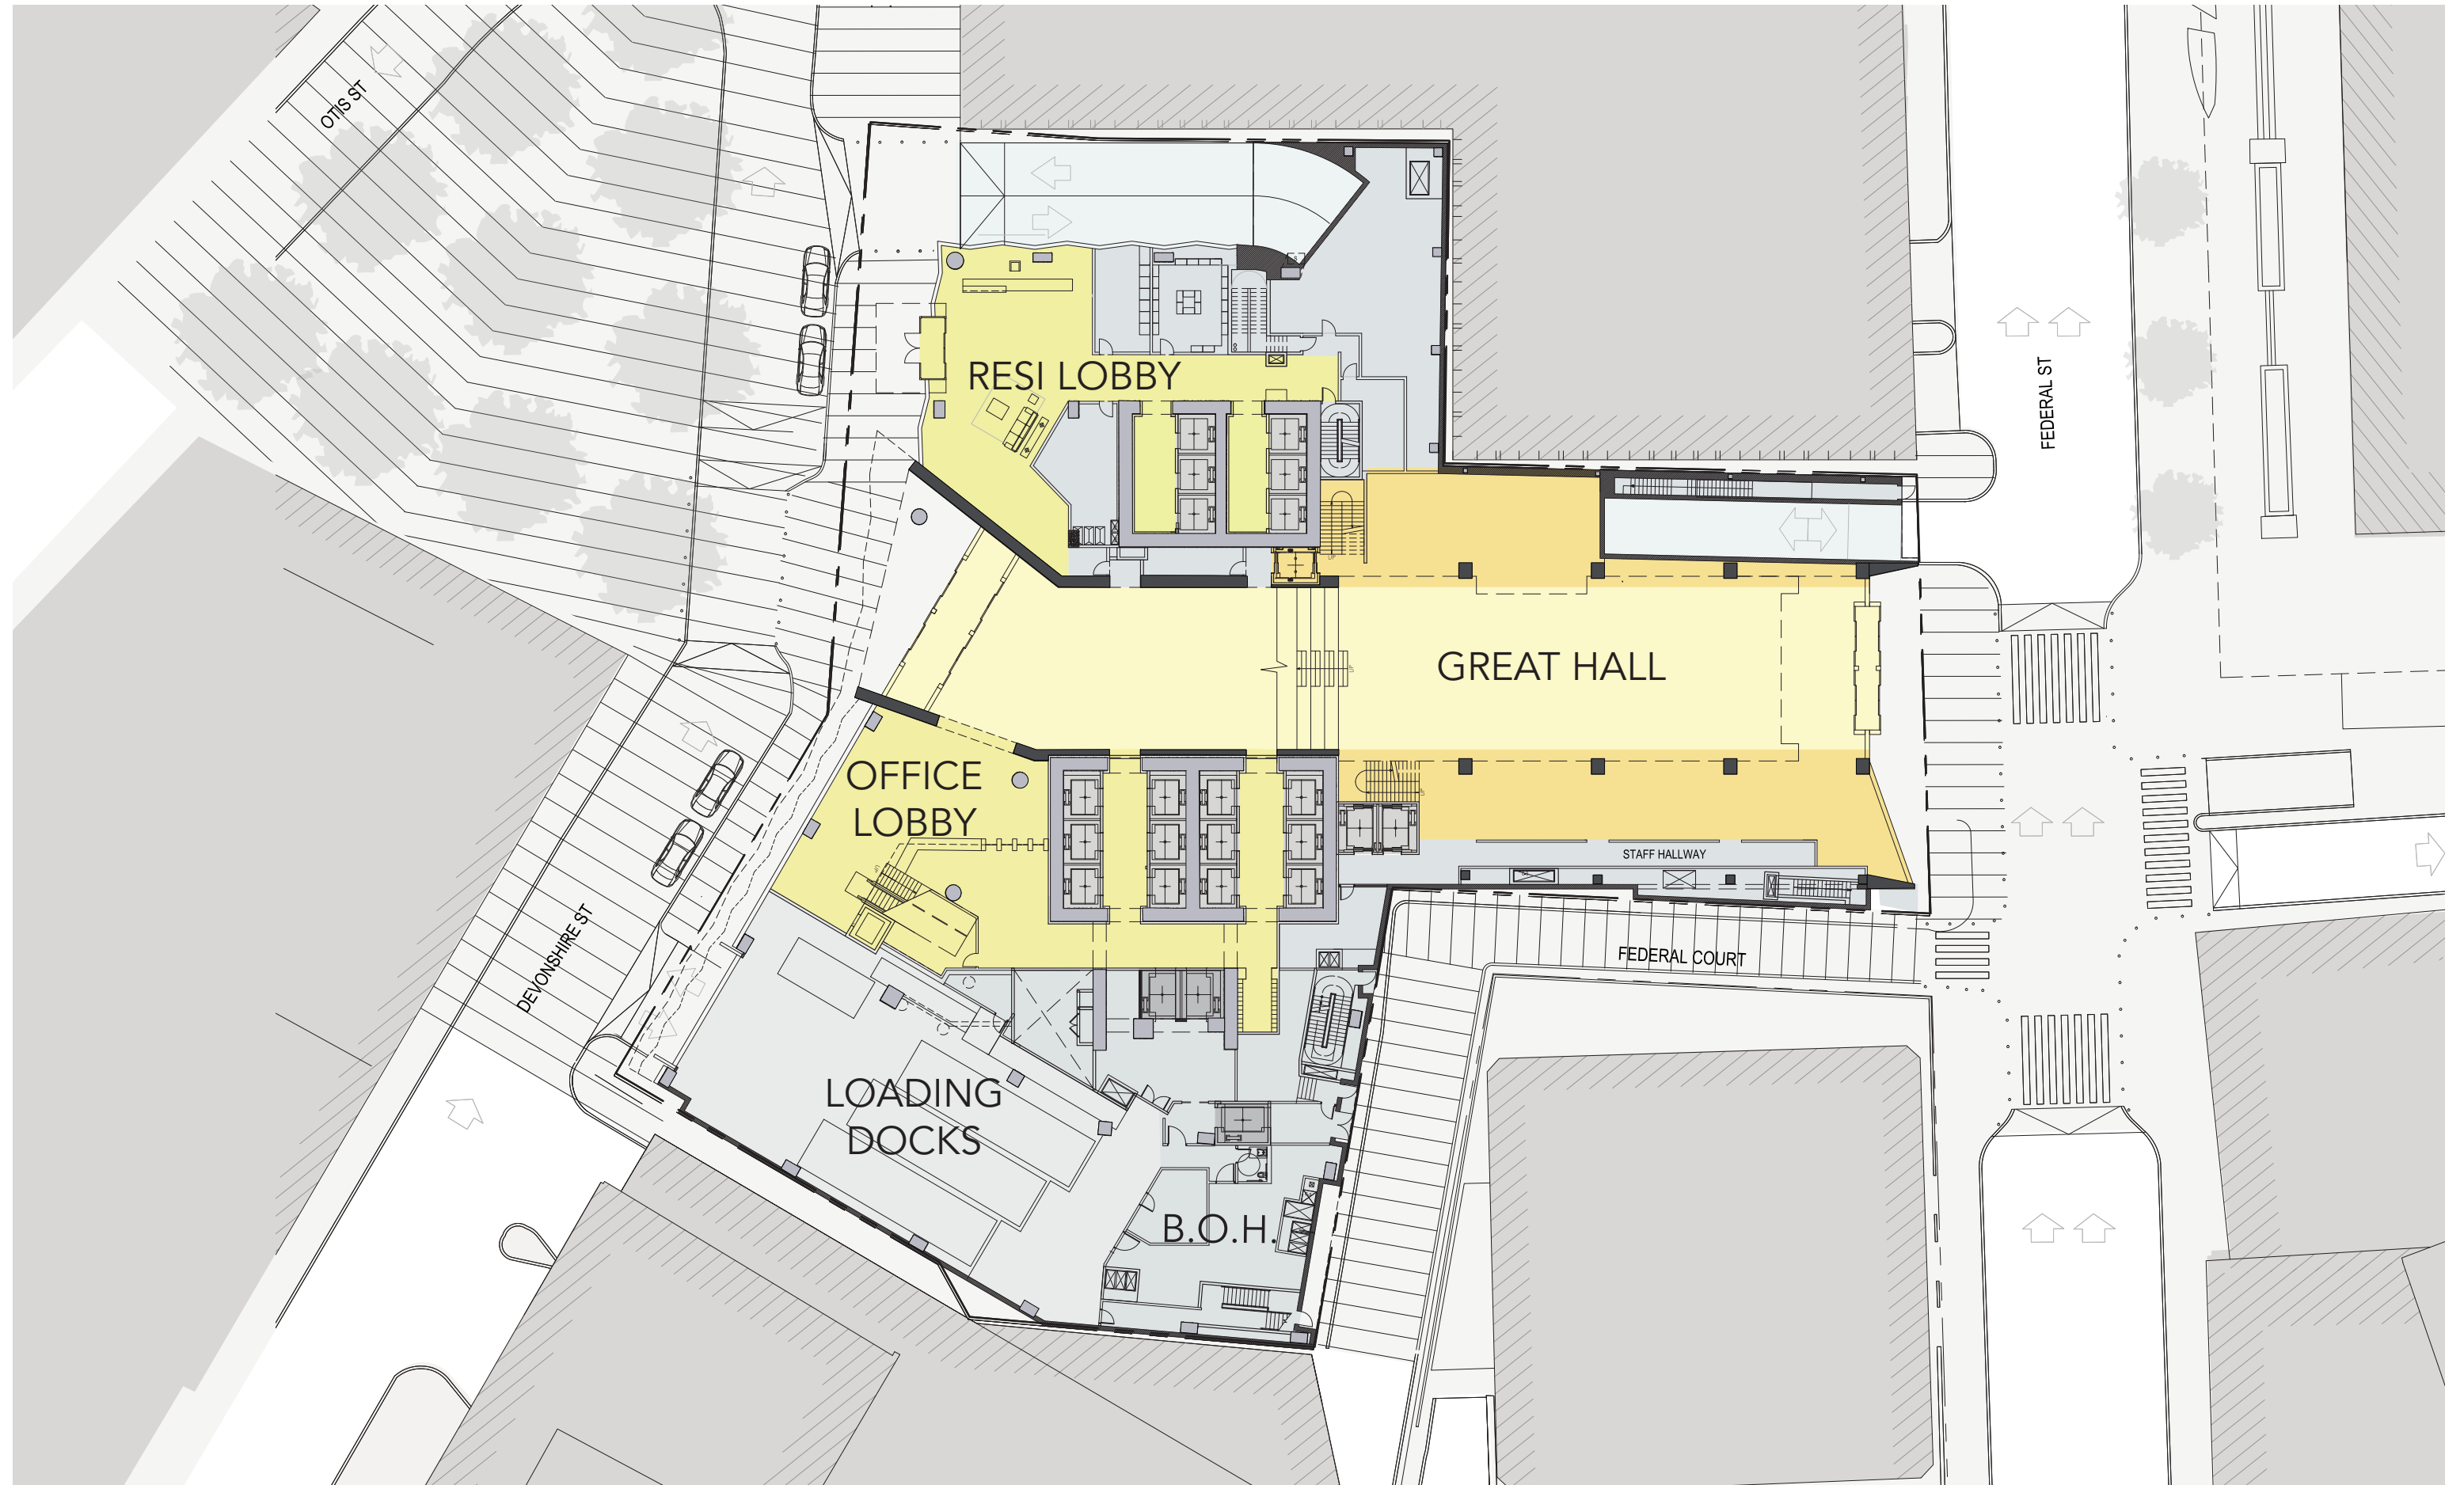 OTIS ST
FEDERAL ST
RESI LOBBY
GREAT HALL
OFFICE
LOBBY
STAFF HALLWAY
DEVONSHIRE ST
FEDERAL COURT
LOADING
DOCKS
B.O.H.